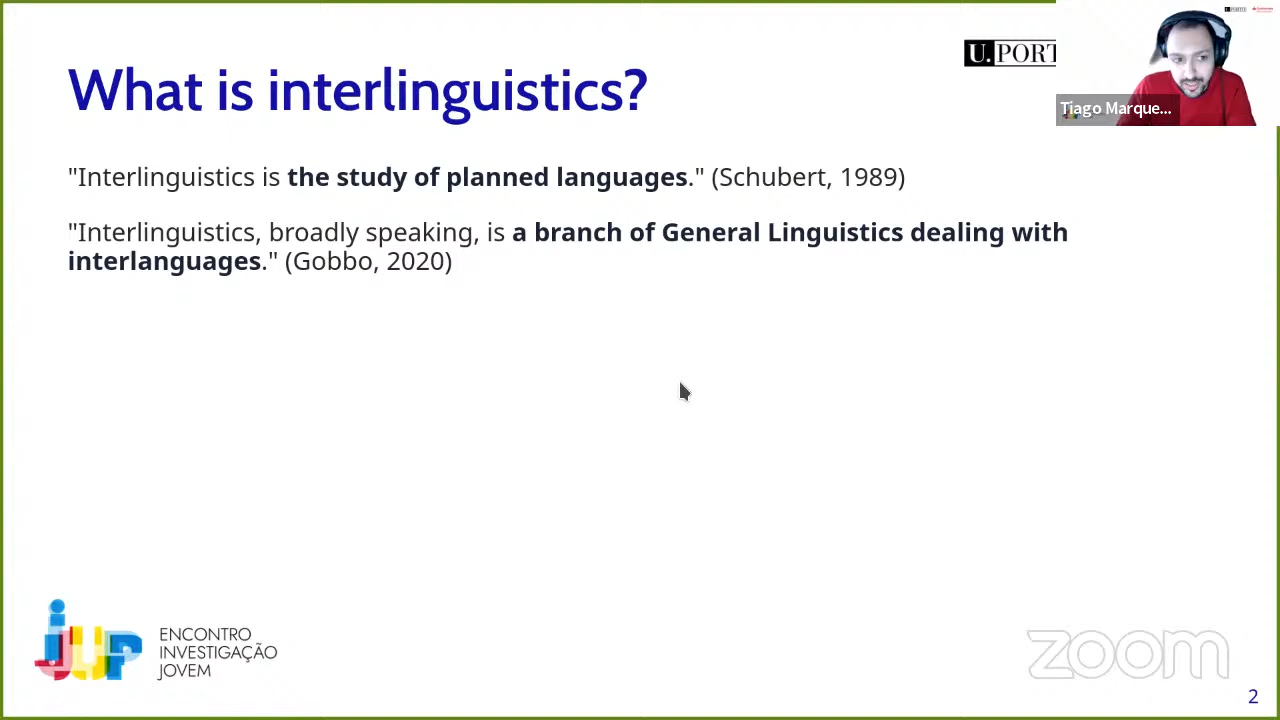 What is interlinguistics?
U.PORT
Tiago Marque...
"Interlinguistics is the study of planned languages." (Schubert, 1989)
"Interlinguistics, broadly speaking, is a branch of General Linguistics dealing with
interlanguages." (Gobbo, 2020)
iJUP
ENCONTRO
INVESTIGAÇÃO
JOVEM
zoom
2